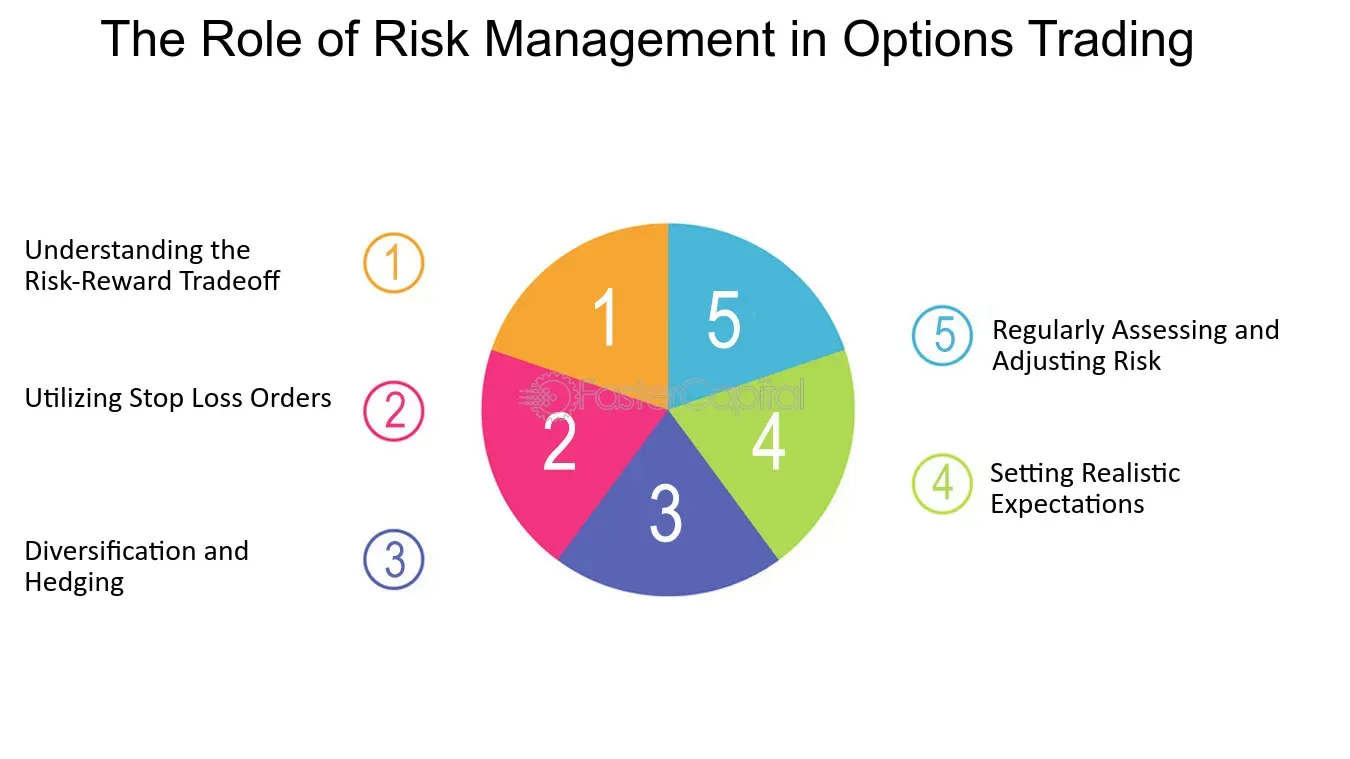 The Role of Risk Management in Options Trading
Understanding the
Risk-Reward Tradeoff
1
Utilizing Stop Loss Orders
2
Diversification and
Hedging
3
1
5
2
4
3
FasterCapital
5
Regularly Assessing and
Adjusting Risk
4
Setting Realistic
Expectations